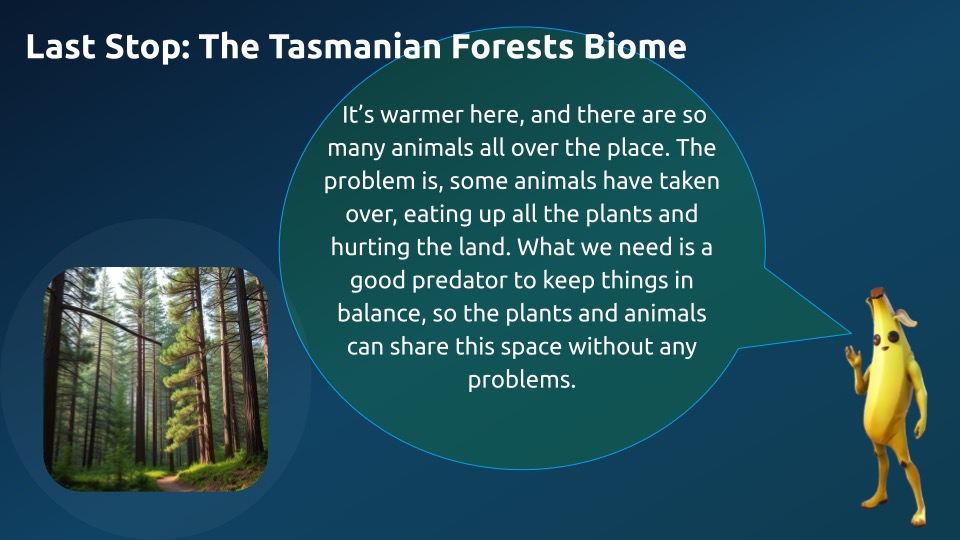 Last Stop: The Tasmanian Forests Biome
It’s warmer here, and there are so
many animals all over the place. The
problem is, some animals have taken
over, eating up all the plants and
hurting the land. What we need is a
good predator to keep things in
balance, so the plants and animals
can share this space without any
problems.